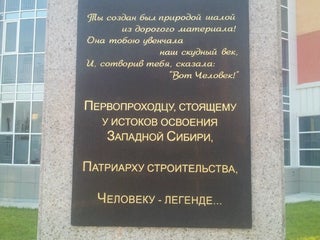 Ты создан был природой шалой
из дорогого материала!
Она тобою увенчала
наш скудный век,
И, сотворив тебя, сказала:
"Вот Человек!"
Первопроходцу, стоящему
у истоков освоения
Западной Сибири,
Патриарху строительства,
Человеку - легенде...